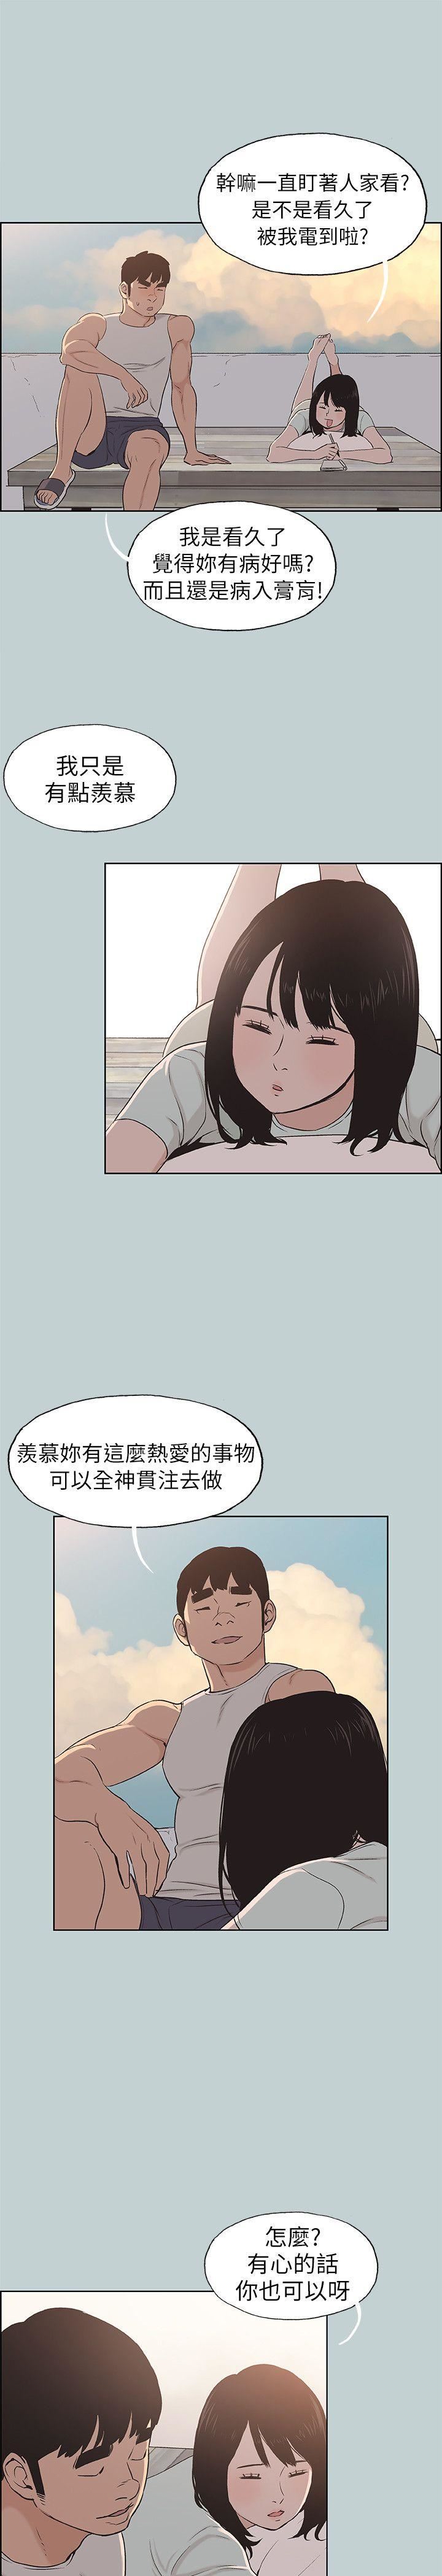 幹嘛一直盯著人家看?
是不是看久了
被我電到啦?
我是看久了
覺得妳有病好嗎?
而且還是病入膏肓!
我只是
有點羨慕
羨慕妳有這麼熱愛的事物
可以全神貫注去做
怎麼?
有心的話
你也可以呀